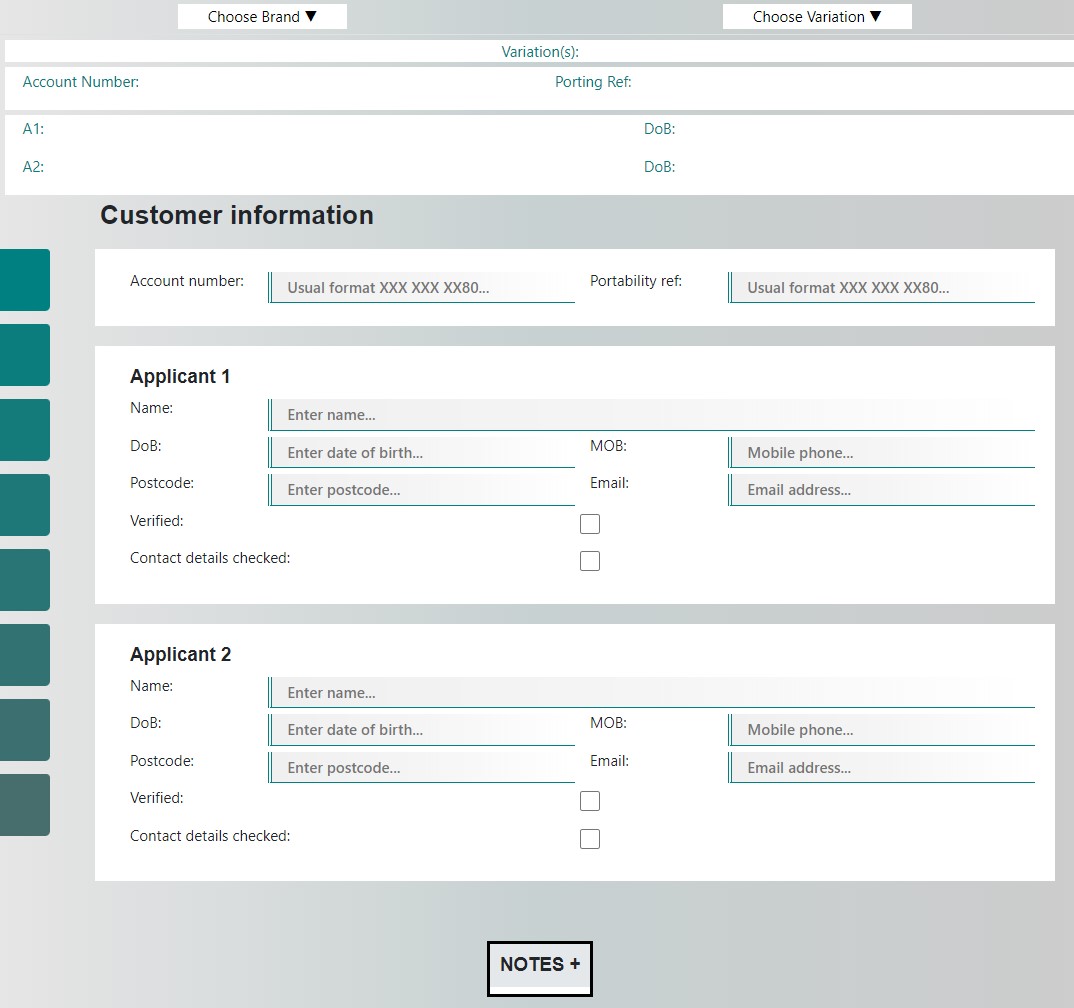 Choose Brand ▼ Choose Variation ▼
Variation(s):
Account Number: Porting Ref:
A1: DoB:
A2: DoB:
Customer information
Account number: Usual format XXX XXX XX80... Portability ref: Usual format XXX XXX XX80...
Applicant 1
Name: Enter name...
DoB: Enter date of birth... MOB: Mobile phone...
Postcode: Enter postcode... Email: Email address...
Verified:
Contact details checked:
Applicant 2
Name: Enter name...
DoB: Enter date of birth... MOB: Mobile phone...
Postcode: Enter postcode... Email: Email address...
Verified:
Contact details checked:
NOTES +